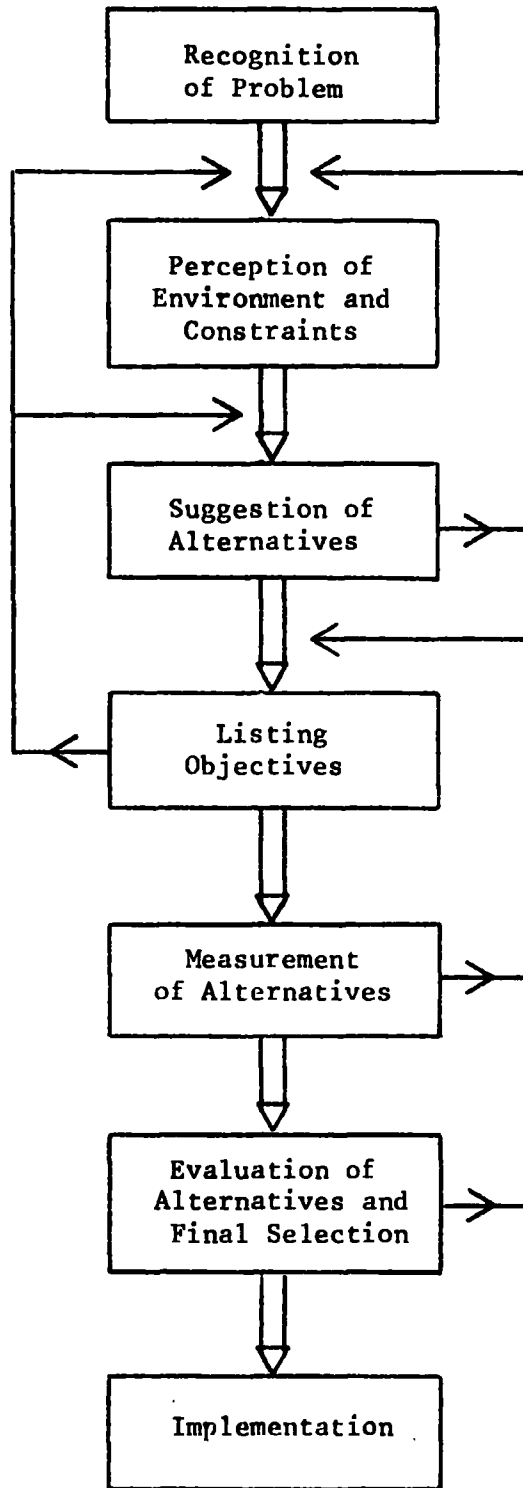 Recognition
of Problem
Perception of
Environment and
Constraints
Suggestion of
Alternatives
Listing
Objectives
Measurement
of Alternatives
Evaluation of
Alternatives and
Final Selection
Implementation